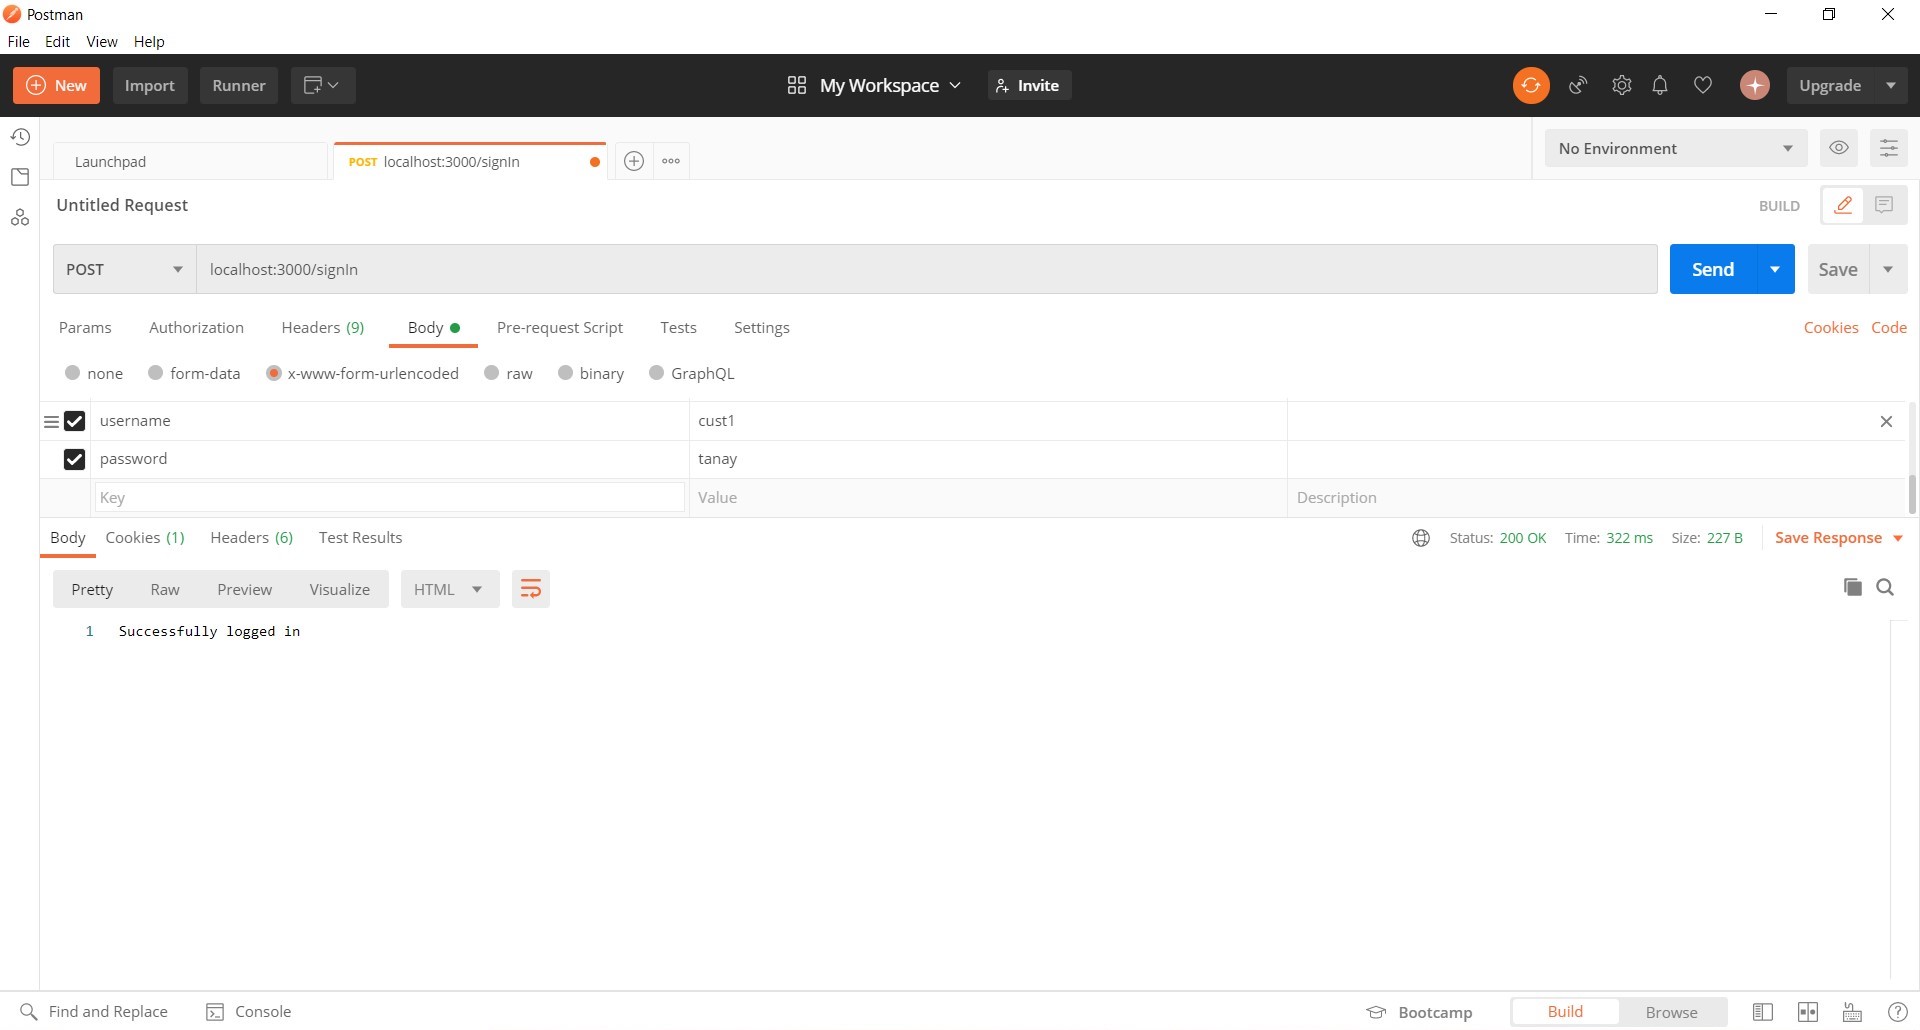 Postman
File Edit View Help
New Import Runner My Workspace Invite Upgrade
Launchpad POST localhost:3000/signIn No Environment
Untitled Request BUILD
POST localhost:3000/signIn Send Save
Params Authorization Headers (9) Body Pre-request Script Tests Settings Cookies Code
none form-data x-www-form-urlencoded raw binary GraphQL
username cust1
password tanay
Key Value Description
Body Cookies (1) Headers (6) Test Results Status: 200 OK Time: 322 ms Size: 227 B Save Response
Pretty Raw Preview Visualize HTML
1 Successfully logged in
Find and Replace Console Bootcamp Build Browse